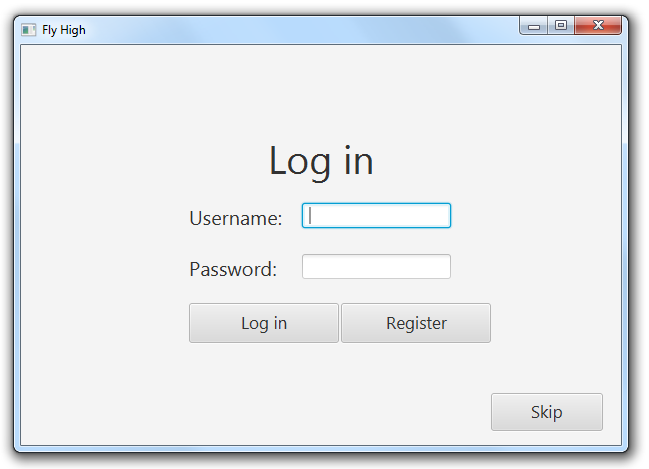 Fly High
Log in
Username:
Password:
Log in Register
Skip